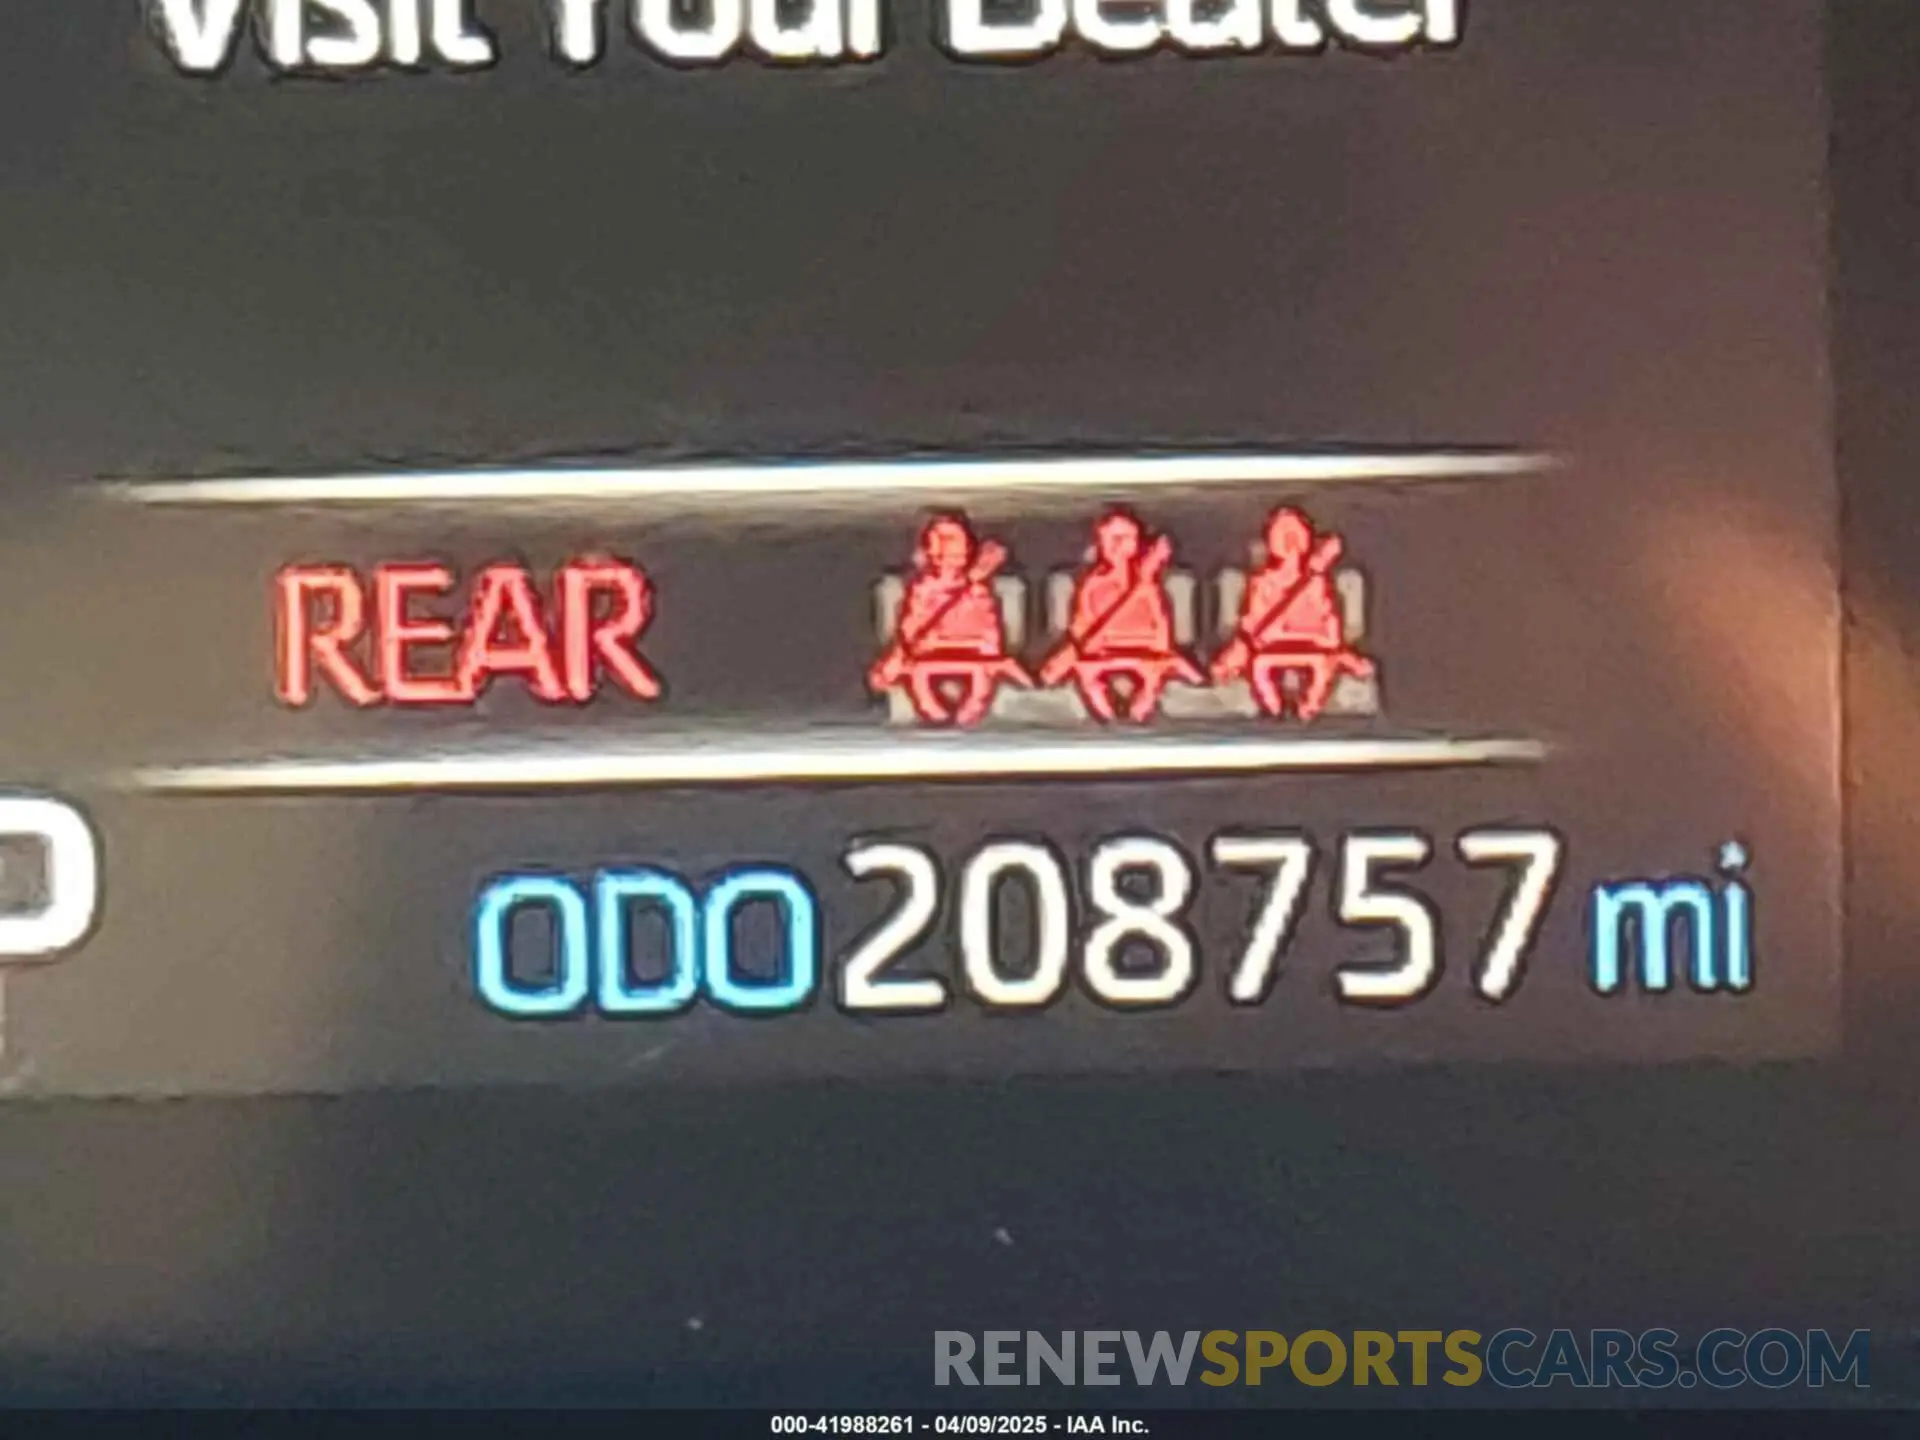 Visit Your Dealer
REAR
P
ODO 208757 mi
RENEWSPORTSCARS.COM
000-41988261 - 04/09/2025 - IAA Inc.